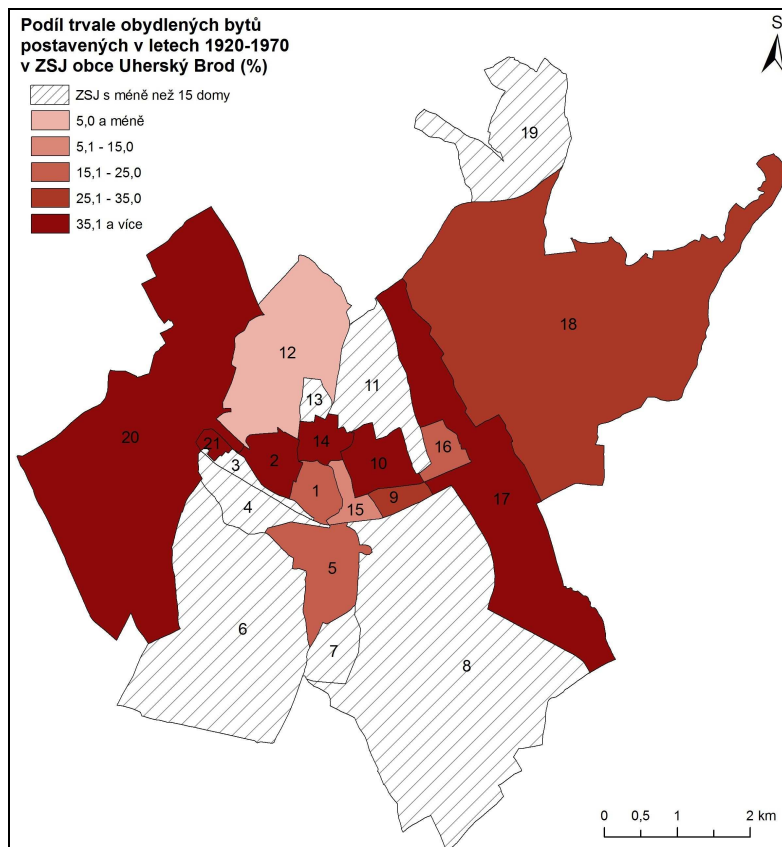 Podíl trvale obydlených bytů
postavených v letech 1920-1970
v ZSJ obce Uherský Brod (%)
S
ZSJ s méně než 15 domy
5,0 a méně
5,1 - 15,0
15,1 - 25,0
25,1 - 35,0
35,1 a více
19
18
12
11
13
20
14
21
2
16
3
10
1
9
17
4
15
5
6
7
8
0 0,5 1 2 km